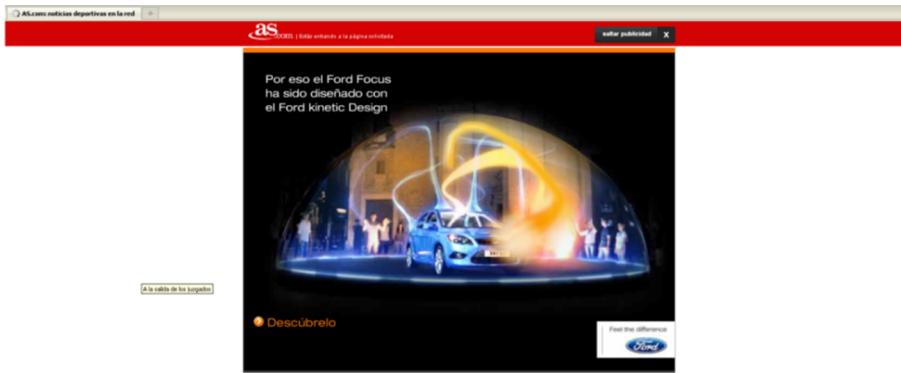 AS.com: noticias deportivas en la red
as.com | Estás entrando a la página solicitada
saltar publicidad X
Por eso el Ford Focus
ha sido diseñado con
el Ford kinetic Design
A la salida de los juzgados
Descúbrelo
Feel the difference
Ford